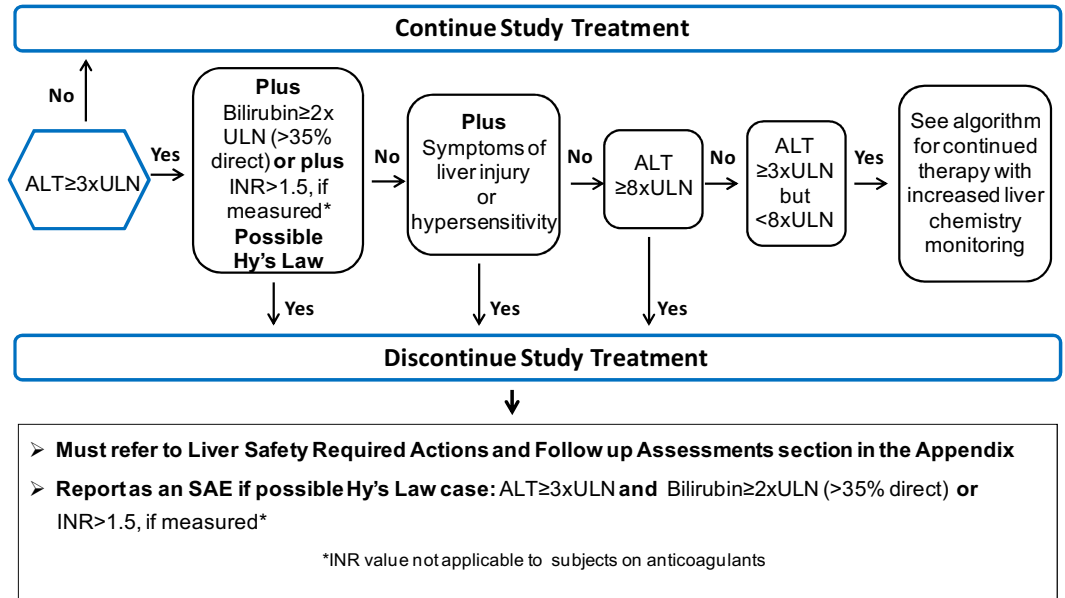 Continue Study Treatment
No
ALT≥3xULN
Yes
Plus
Bilirubin≥2x
ULN (>35%
direct) or plus
INR>1.5, if
measured*
Possible
Hy's Law
No
Plus
Symptoms of
liver injury
or
hypersensitivity
No
ALT
≥8xULN
No
ALT
≥3xULN
but
<8xULN
Yes
See algorithm
for continued
therapy with
increased liver
chemistry
monitoring
Yes
Yes
Yes
Discontinue Study Treatment
➢ Must refer to Liver Safety Required Actions and Follow up Assessments section in the Appendix
➢ Report as an SAE if possible Hy's Law case: ALT≥3xULN and Bilirubin≥2xULN (>35% direct) or
INR>1.5, if measured*
*INR value not applicable to subjects on anticoagulants